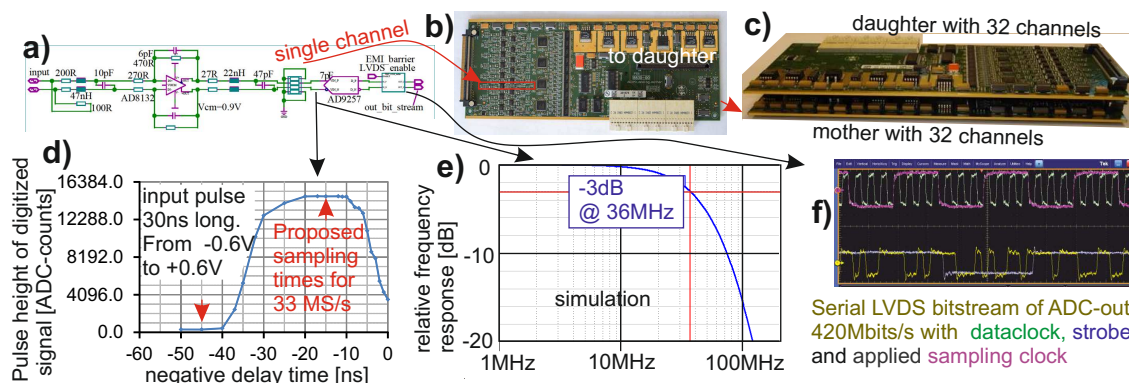 a)
6pF
470R
input
200R
10pF
270R
27R
22nH
47pF
7pF
EMI_barrier
LVDS_enable
47nH
100R
AD8132
Vcm=0.9V
AD9257
out_bit_stream
single channel
b)
to daughter
c)
daughter with 32 channels
mother with 32 channels
d)
Pulse height of digitized
signal [ADC-counts]
16384.0
12288.0
8192.0
4096.0
0.0
input pulse
30ns long.
From -0.6V
to +0.6V
Proposed
sampling
times for
33 MS/s
-60 -50 -40 -30 -20 -10 0
negative delay time [ns]
e)
relative frequency
response [dB]
0
-10
-20
-3dB
@ 36MHz
simulation
1MHz 10MHz 100MHz
f)
Tek
Serial LVDS bitstream of ADC-out
420Mbits/s with dataclock, strobe
and applied sampling clock